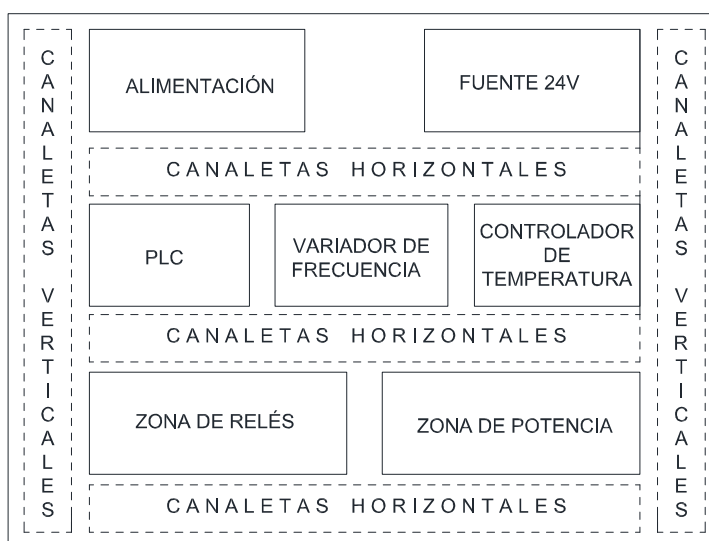 CANALETAS VERTICALES
ALIMENTACIÓN
FUENTE 24V
CANALETAS VERTICALES
CANALETAS HORIZONTALES
PLC
VARIADOR DE
FRECUENCIA
CONTROLADOR
DE
TEMPERATURA
CANALETAS HORIZONTALES
ZONA DE RELÉS
ZONA DE POTENCIA
CANALETAS HORIZONTALES